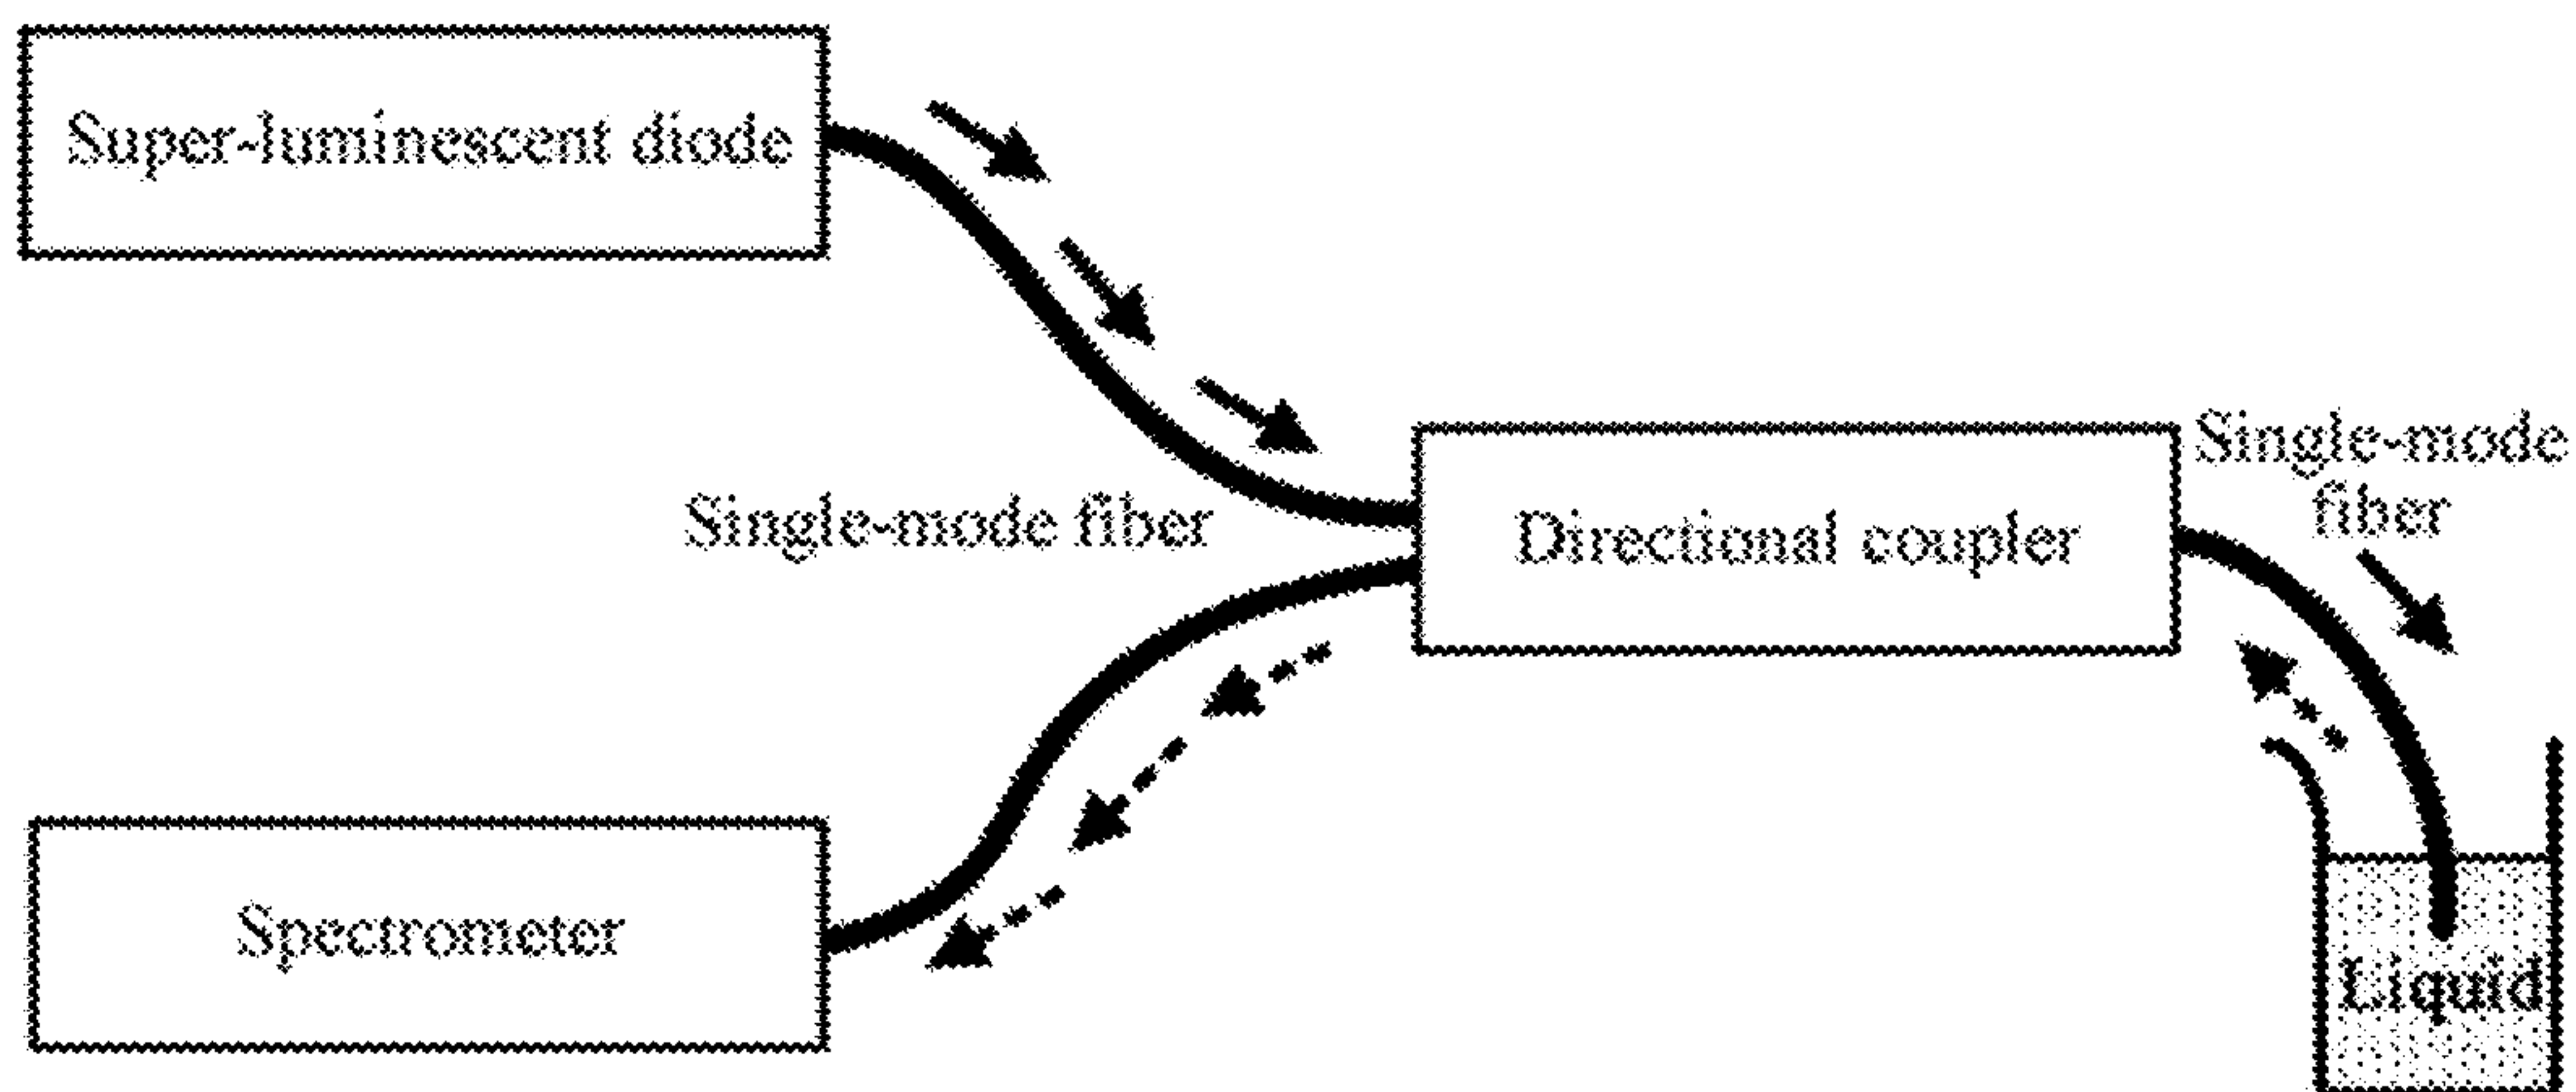 Super-luminescent diode
Single-mode
fiber
Single-mode fiber
Directional coupler
Spectrometer
Liquid